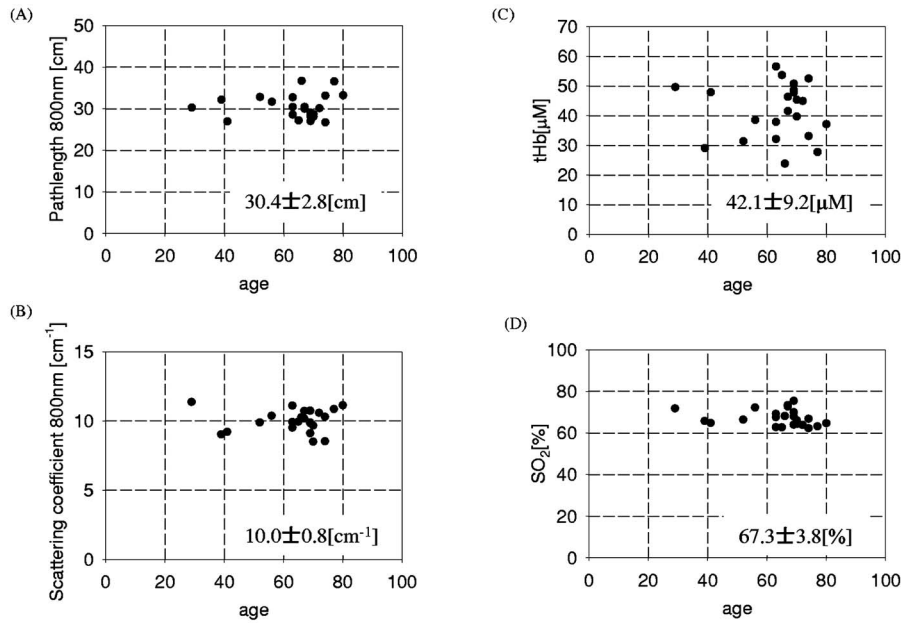 (A)
Pathlength 800nm [cm]
50
40
30
20
10
0
30.4±2.8[cm]
0 20 40 60 80 100
age
(C)
tHb[μM]
70
60
50
40
30
20
10
0
42.1±9.2[μM]
0 20 40 60 80 100
age
(B)
Scattering coefficient 800nm [cm⁻¹]
15
10
5
0
10.0±0.8[cm⁻¹]
0 20 40 60 80 100
age
(D)
SO₂[%]
100
80
60
40
20
0
67.3±3.8[%]
0 20 40 60 80 100
age